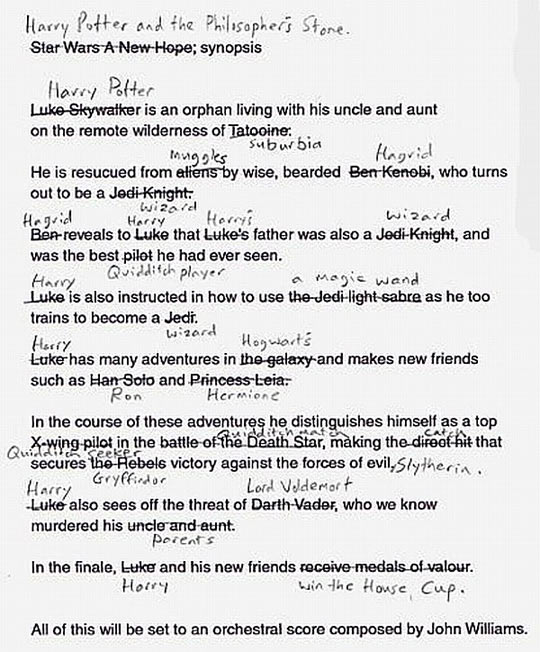 Harry Potter and the Philosopher's Stone.
Star Wars A New Hope; synopsis
Harry Potter
Luke Skywalker is an orphan living with his uncle and aunt
on the remote wilderness of Tatooine.
suburbia
muggles Hagrid
He is resucued from aliens by wise, bearded Ben Kenobi, who turns
out to be a Jedi Knight.
wizard
Hagrid Harry Harry's wizard
Ben reveals to Luke that Luke's father was also a Jedi Knight, and
was the best pilot he had ever seen.
Quidditch player
Harry a magic wand
Luke is also instructed in how to use the Jedi light sabre as he too
trains to become a Jedi.
wizard
Harry Hogwart's
Luke has many adventures in the galaxy and makes new friends
such as Han Solo and Princess Leia.
Ron Hermione
In the course of these adventures he distinguishes himself as a top
Quidditch match catch
X-wing pilot in the battle of the Death Star, making the direct hit that
Quidditch seeker
secures the Rebels victory against the forces of evil, Slytherin.
Gryffindor
Harry Lord Voldemort
Luke also sees off the threat of Darth Vader, who we know
murdered his uncle and aunt.
parents
In the finale, Luke and his new friends receive medals of valour.
Harry win the House Cup.
All of this will be set to an orchestral score composed by John Williams.